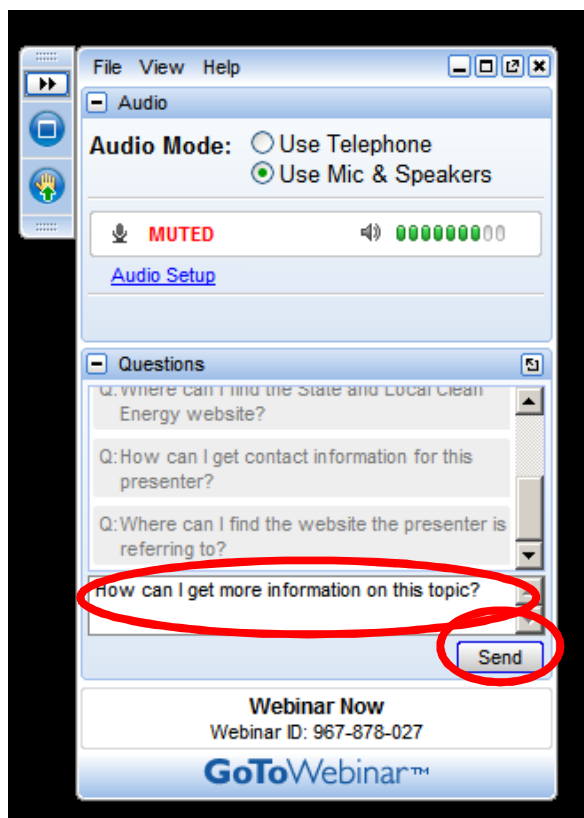 File View Help
Audio
Audio Mode:
Use Telephone
Use Mic & Speakers
MUTED
Audio Setup
Questions
Q:Where can I find the State and Local Clean
Energy website?
Q:How can I get contact information for this
presenter?
Q:Where can I find the website the presenter is
referring to?
How can I get more information on this topic?
Send
Webinar Now
Webinar ID: 967-878-027
GoToWebinar™